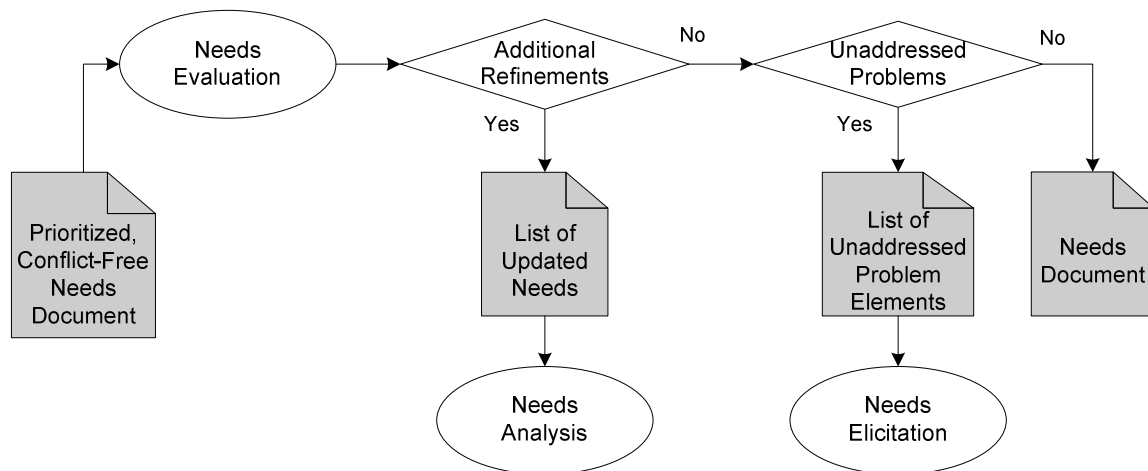 Needs
Evaluation
Additional
Refinements
No
Unaddressed
Problems
No
Yes
Yes
Prioritized,
Conflict-Free
Needs
Document
List of
Updated
Needs
List of
Unaddressed
Problem
Elements
Needs
Document
Needs
Analysis
Needs
Elicitation